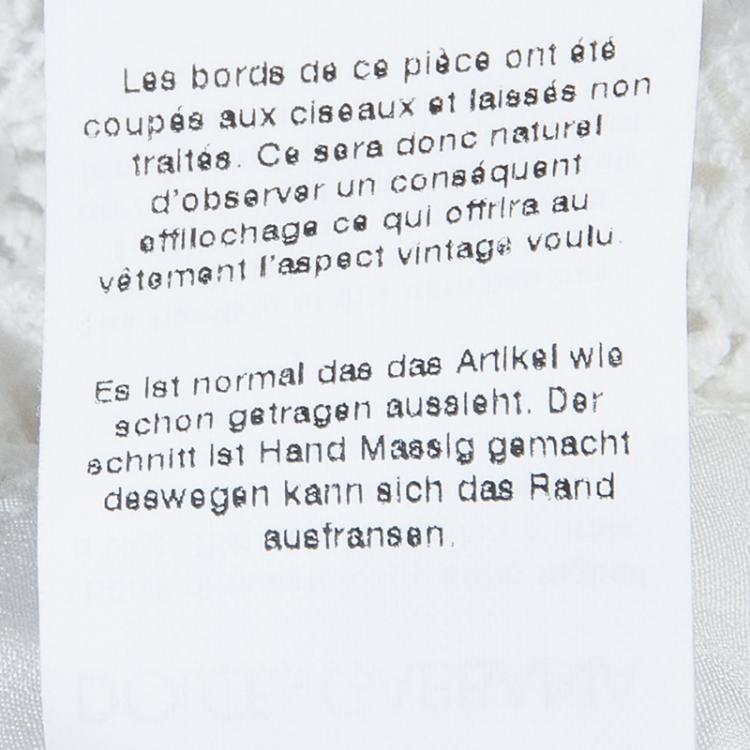 Les bords de ce pièce ont été
coupés aux ciseaux et laissés non
traités. Ce sera donc naturel
d'observer un conséquent
effilochage ce qui offrira au
vêtement l'aspect vintage voulu.
Es ist normal das das Artikel wie
schon getragen aussieht. Der
schnitt ist Hand Massig gemacht
deswegen kann sich das Rand
ausfransen.
DOLCE & GABBANA